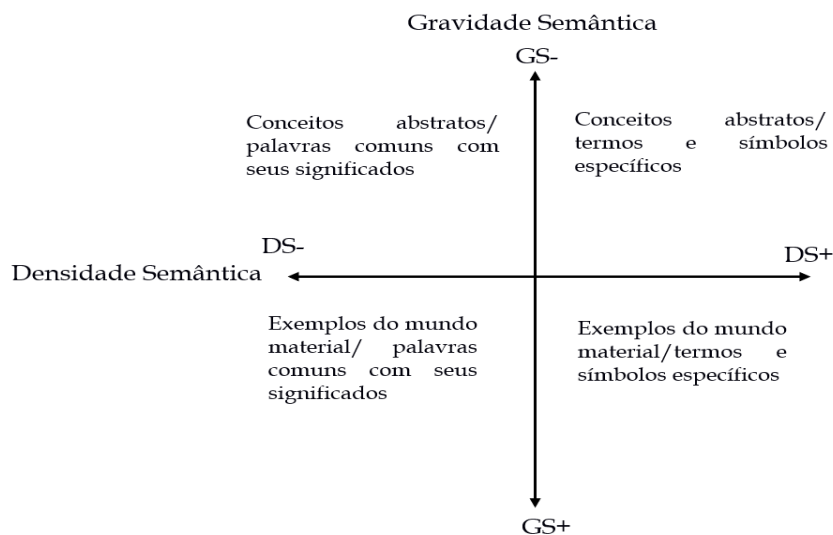 Gravidade Semântica
GS-
Conceitos abstratos/
palavras comuns com
seus significados
Conceitos abstratos/
termos e símbolos
específicos
DS-
DS+
Densidade Semântica
Exemplos do mundo
material/ palavras
comuns com seus
significados
Exemplos do mundo
material/termos e
símbolos específicos
GS+